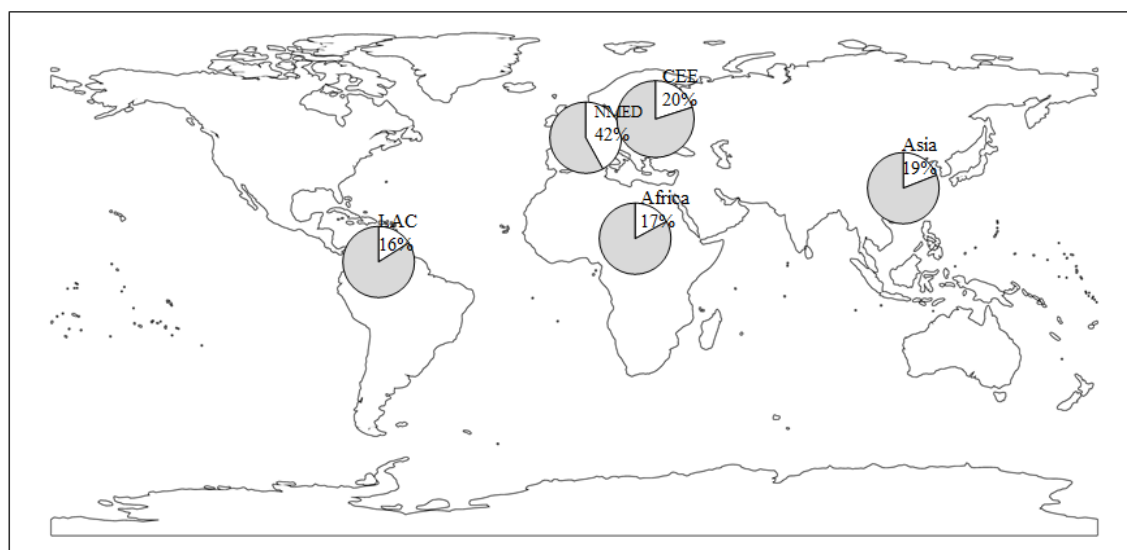 CEE
20%
NMED
42%
Asia
19%
Africa
17%
LAC
16%